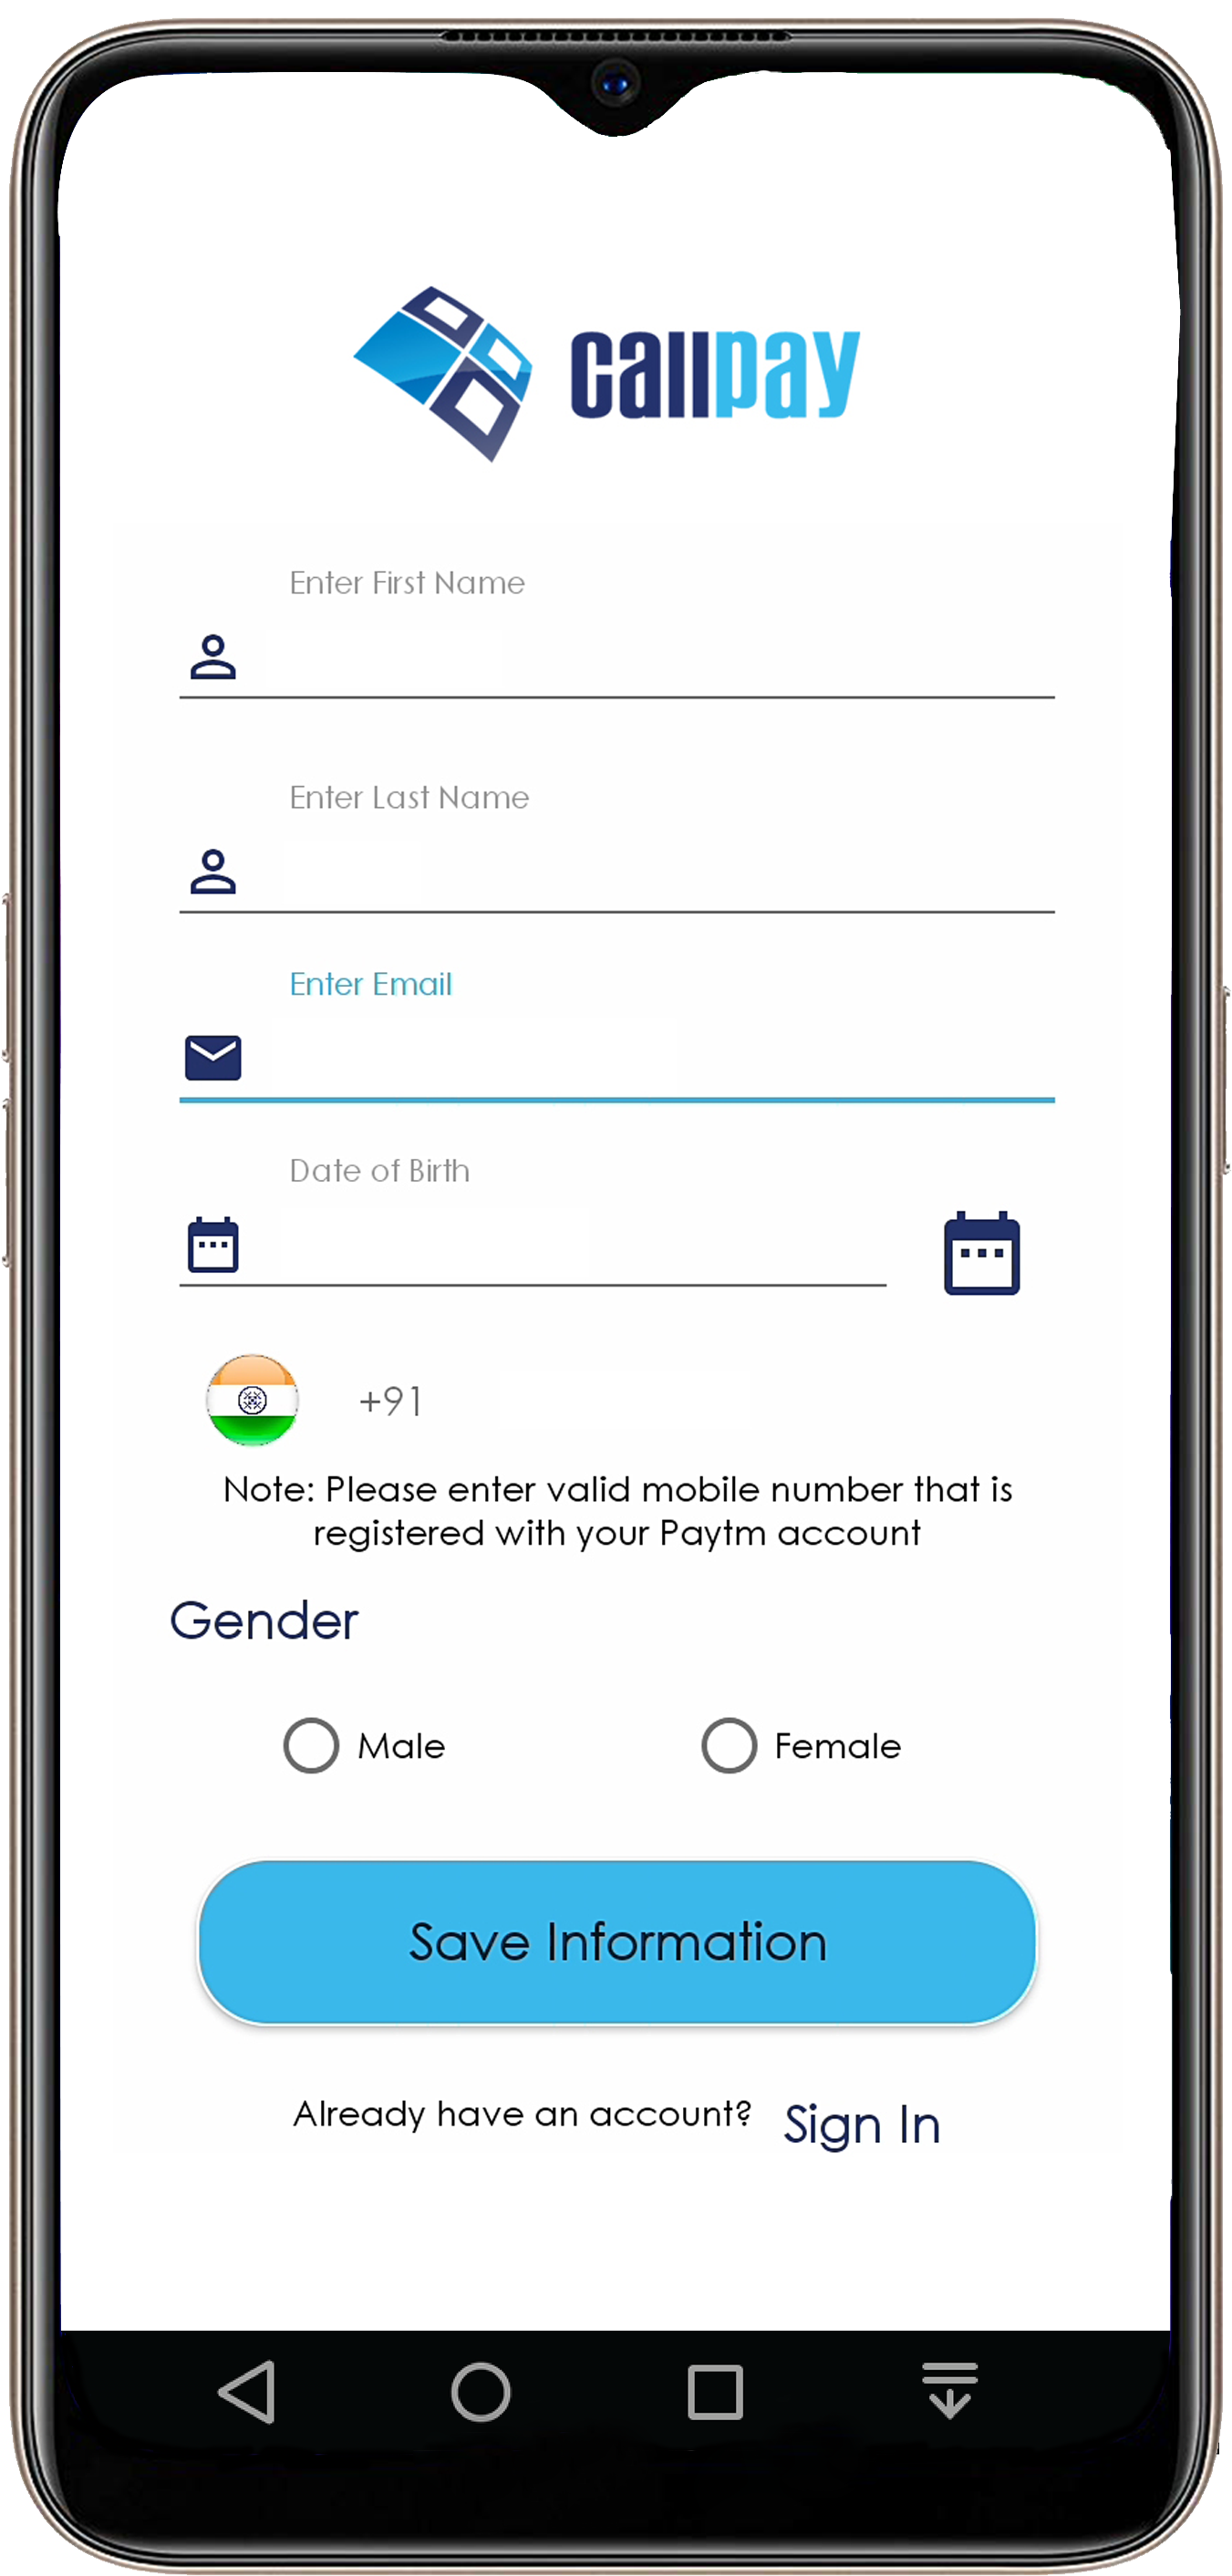 callpay
Enter First Name
Enter Last Name
Enter Email
Date of Birth
+91
Note: Please enter valid mobile number that is
registered with your Paytm account
Gender
Male
Female
Save Information
Already have an account? Sign In